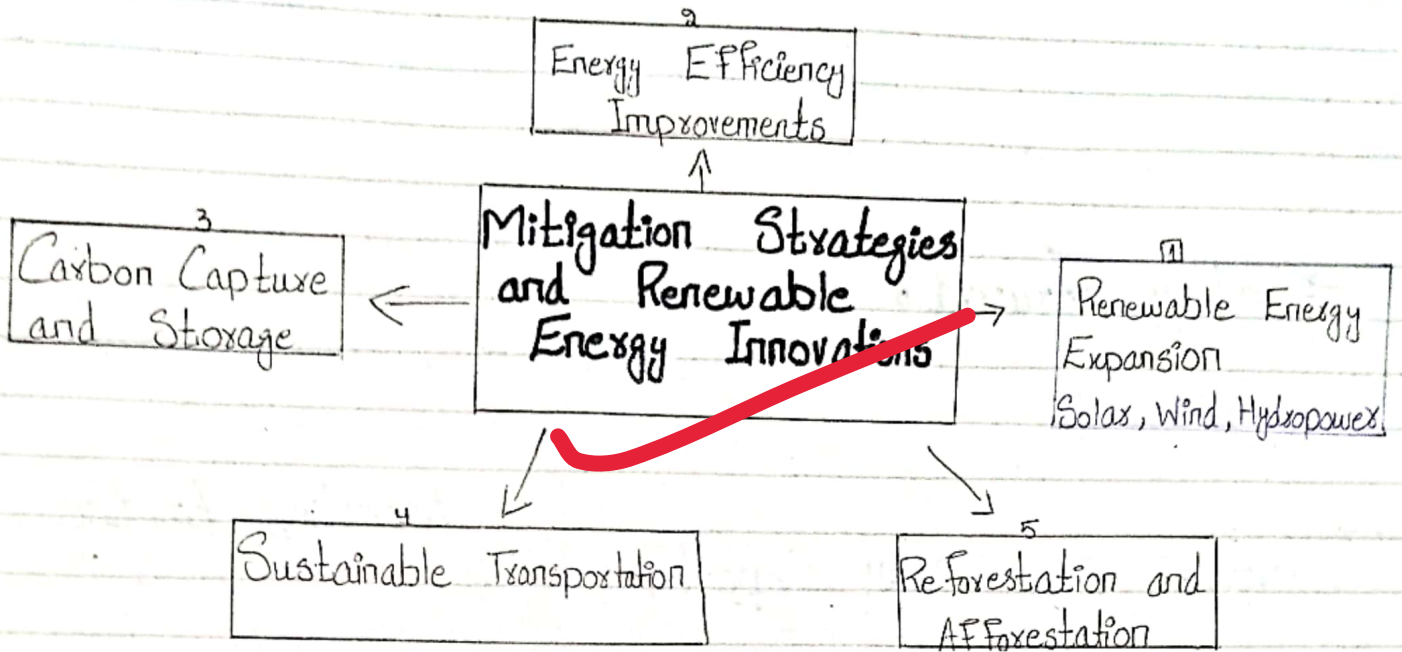 2
Energy Efficiency
Improvements
Mitigation Strategies
and Renewable
Energy Innovations
3
Carbon Capture
and Storage
1
Renewable Energy
Expansion
Solar, Wind, Hydropower
4
Sustainable Transportation
5
Reforestation and
Afforestation